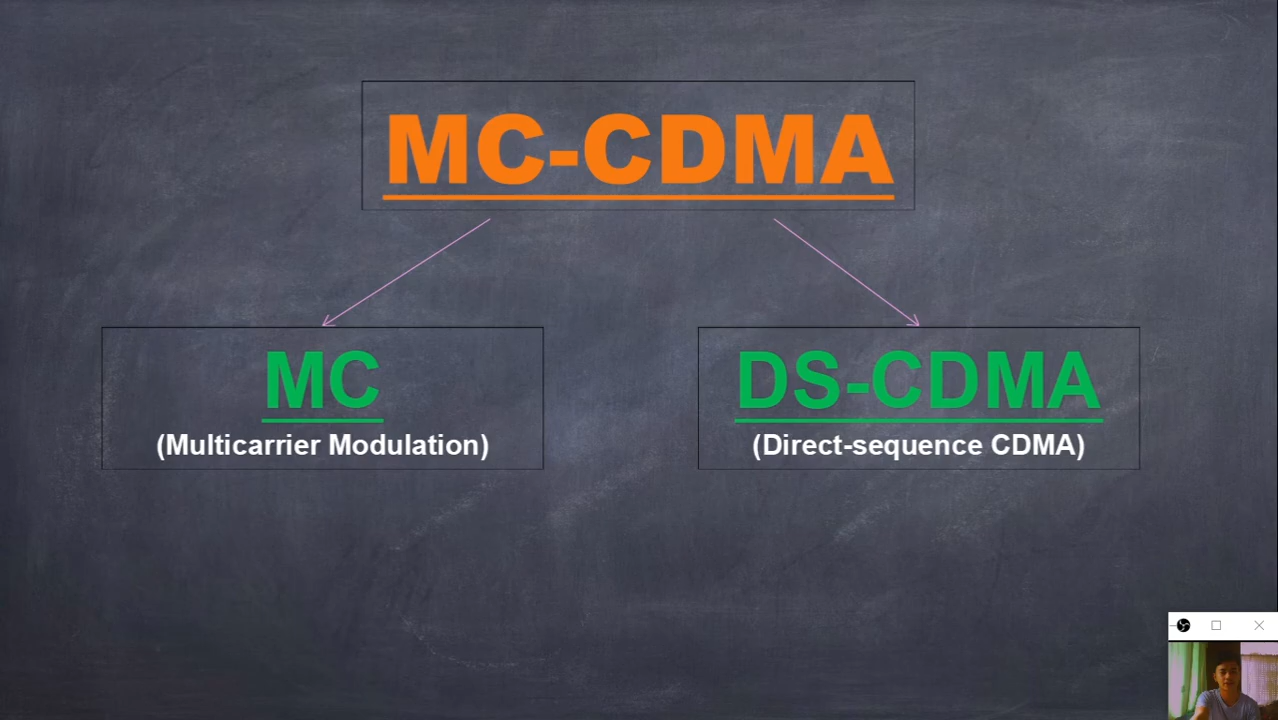 MC-CDMA
MC
(Multicarrier Modulation)
DS-CDMA
(Direct-sequence CDMA)